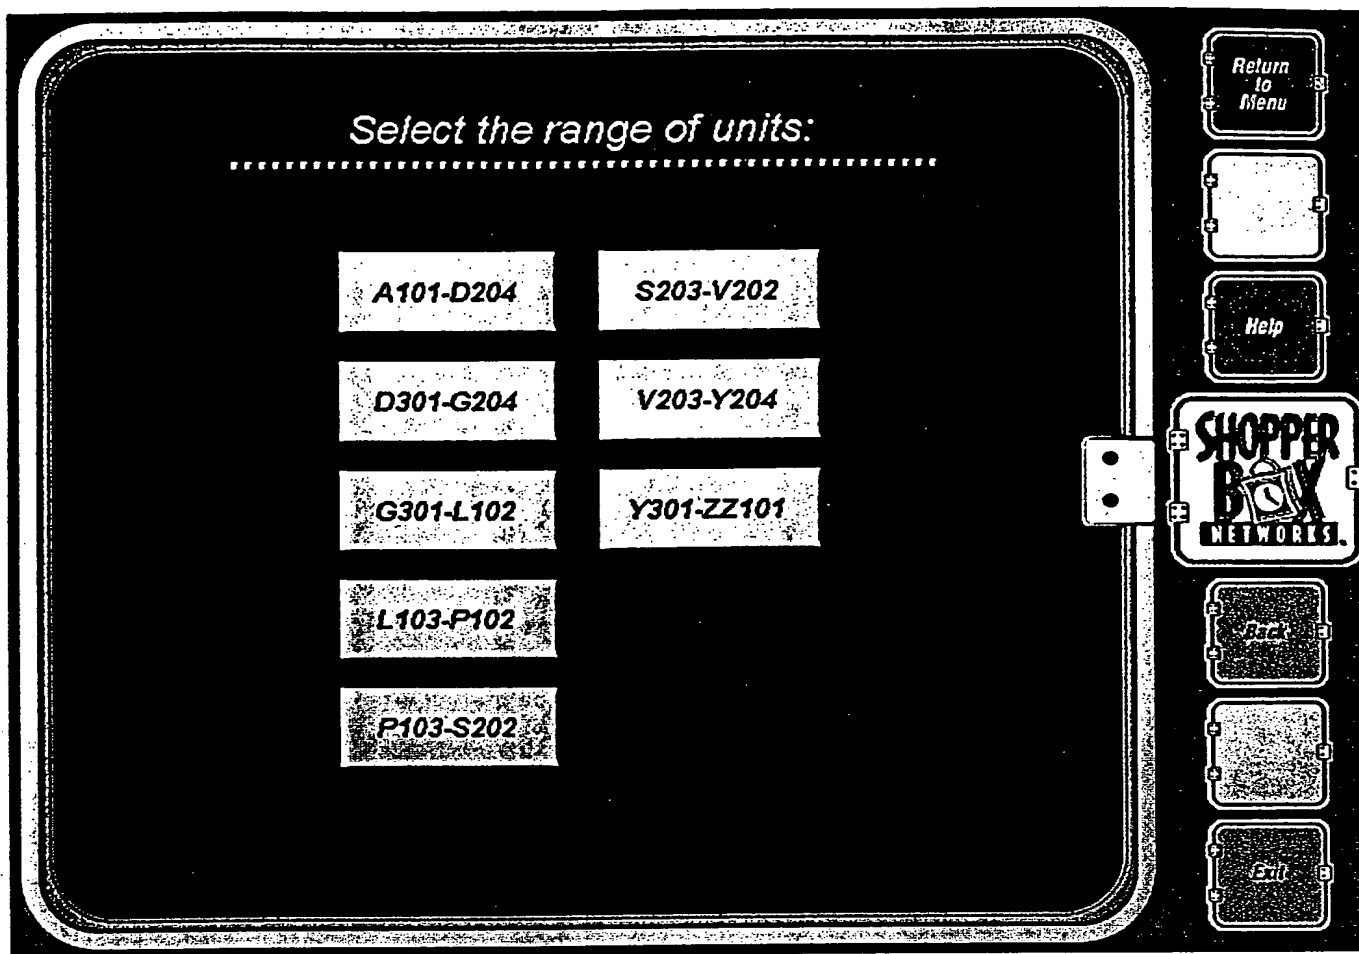 Select the range of units:
A101-D204
S203-V202
D301-G204
V203-Y204
G301-L102
Y301-ZZ101
L103-P102
P103-S202
Return
to
Menu
Help
SHOPPER
BOX
NETWORKS
Back
Exit